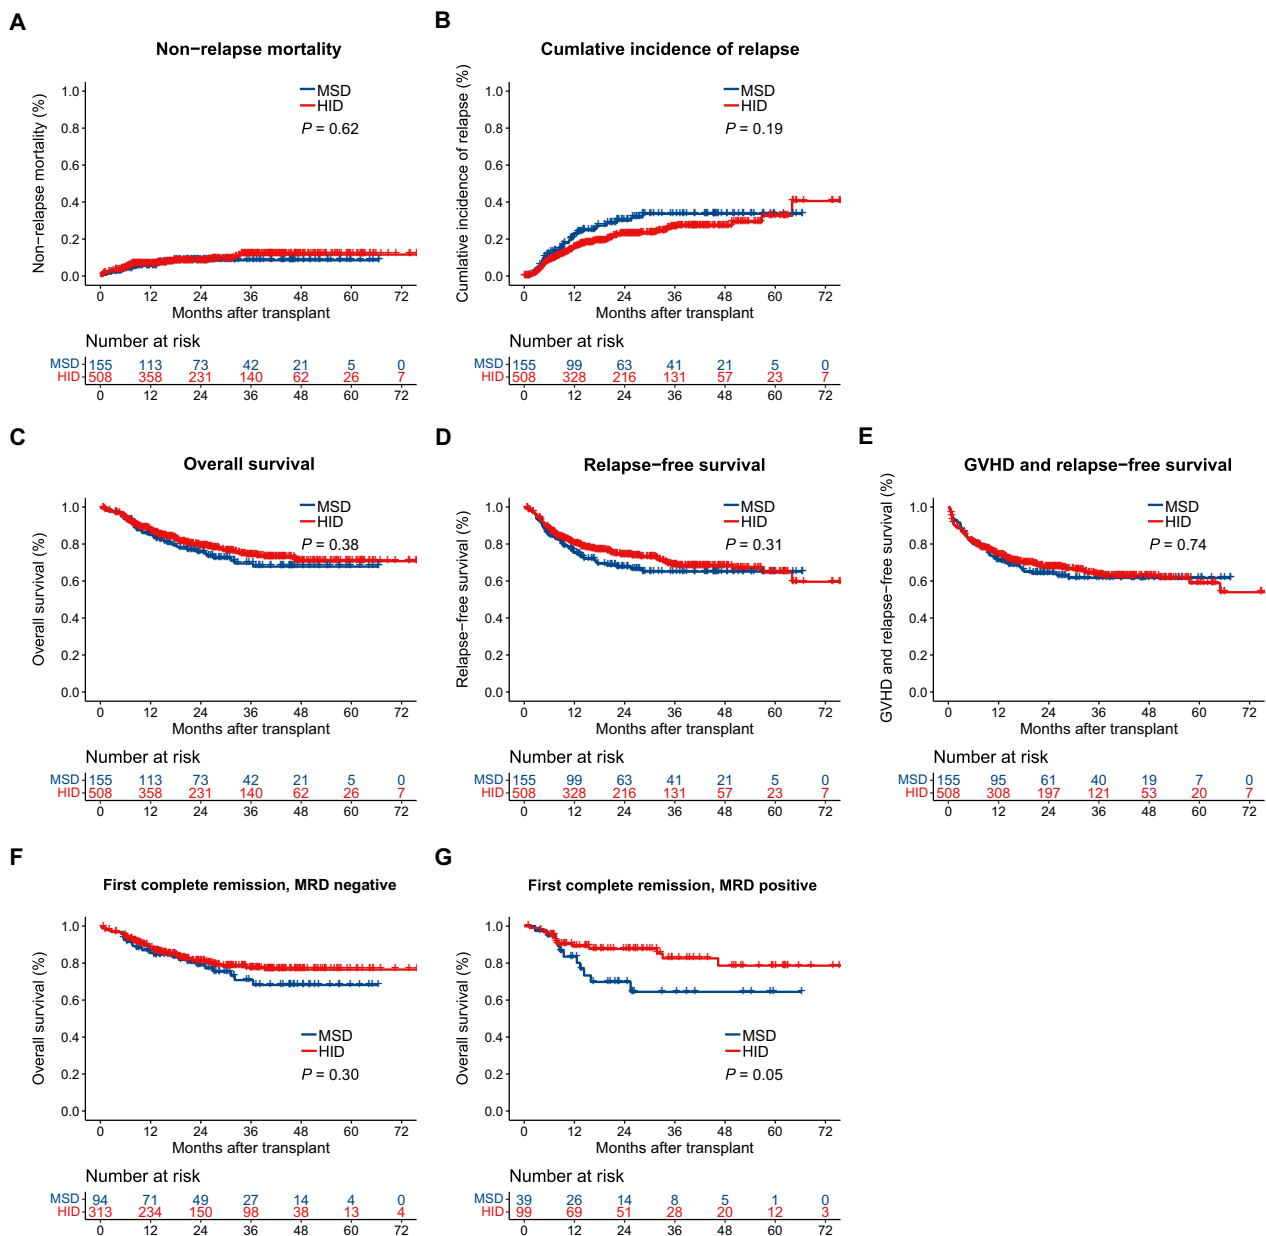 A
Non−relapse mortality
Non−relapse mortality (%)
1.0
0.8
0.6
0.4
0.2
0.0
MSD
HID
P = 0.62
0 12 24 36 48 60 72
Months after transplant
Number at risk
MSD 155 113 73 42 21 5 0
HID 508 358 231 140 62 26 7
0 12 24 36 48 60 72
B
Cumlative incidence of relapse
Cumlative incidence of relapse (%)
1.0
0.8
0.6
0.4
0.2
0.0
MSD
HID
P = 0.19
0 12 24 36 48 60 72
Months after transplant
Number at risk
MSD 155 99 63 41 21 5 0
HID 508 328 216 131 57 23 7
0 12 24 36 48 60 72
C
Overall survival
Overall survival (%)
1.0
0.8
0.6
0.4
0.2
0.0
MSD
HID
P = 0.38
0 12 24 36 48 60 72
Months after transplant
Number at risk
MSD 155 113 73 42 21 5 0
HID 508 358 231 140 62 26 7
0 12 24 36 48 60 72
D
Relapse−free survival
Relapse−free survival (%)
1.0
0.8
0.6
0.4
0.2
0.0
MSD
HID
P = 0.31
0 12 24 36 48 60 72
Months after transplant
Number at risk
MSD 155 99 63 41 21 5 0
HID 508 328 216 131 57 23 7
0 12 24 36 48 60 72
E
GVHD and relapse−free survival
GVHD and relapse−free survival (%)
1.0
0.8
0.6
0.4
0.2
0.0
MSD
HID
P = 0.74
0 12 24 36 48 60 72
Months after transplant
Number at risk
MSD 155 95 61 40 19 7 0
HID 508 308 197 121 53 20 7
0 12 24 36 48 60 72
F
First complete remission, MRD negative
Overall survival (%)
1.0
0.8
0.6
0.4
0.2
0.0
MSD
HID
P = 0.30
0 12 24 36 48 60 72
Months after transplant
Number at risk
MSD 94 71 49 27 14 4 0
HID 313 234 150 98 38 13 4
0 12 24 36 48 60 72
G
First complete remission, MRD positive
Overall survival (%)
1.0
0.8
0.6
0.4
0.2
0.0
MSD
HID
P = 0.05
0 12 24 36 48 60 72
Months after transplant
Number at risk
MSD 39 26 14 8 5 1 0
HID 99 69 51 28 20 12 3
0 12 24 36 48 60 72